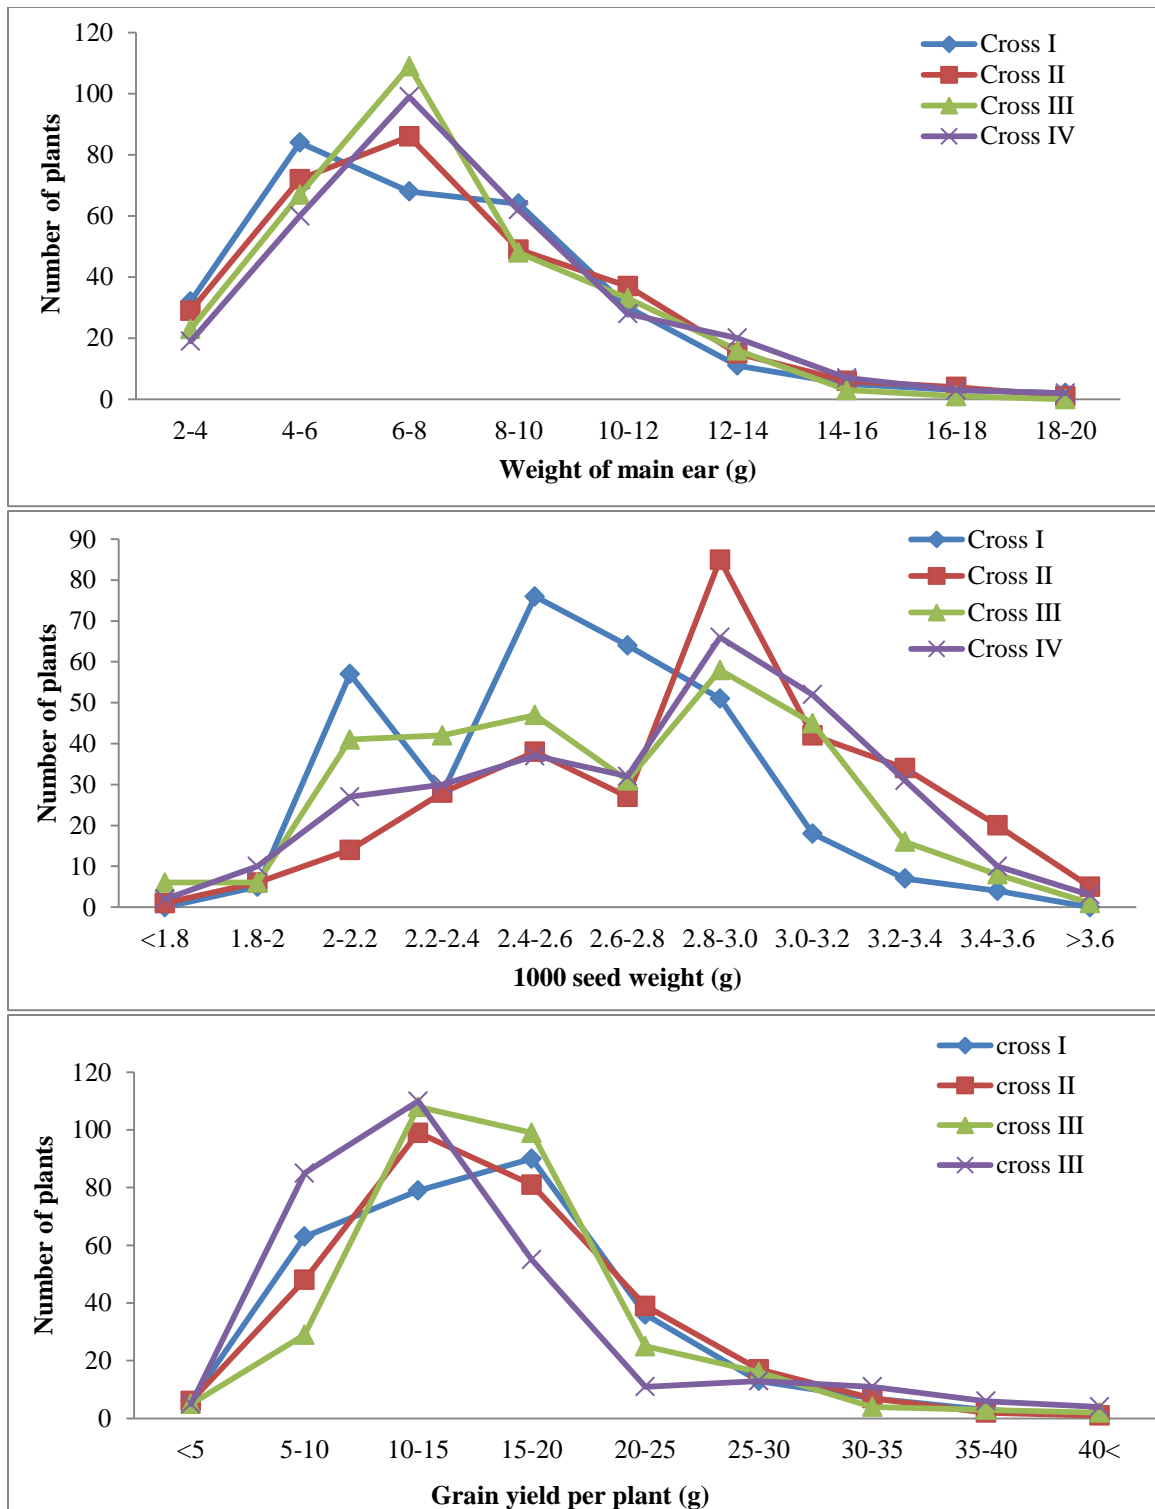 120
100
80
60
40
20
0
Number of plants
Cross I
Cross II
Cross III
Cross IV
2-4 4-6 6-8 8-10 10-12 12-14 14-16 16-18 18-20
Weight of main ear (g)
90
80
70
60
50
40
30
20
10
0
Number of plants
Cross I
Cross II
Cross III
Cross IV
<1.8 1.8-2 2-2.2 2.2-2.4 2.4-2.6 2.6-2.8 2.8-3.0 3.0-3.2 3.2-3.4 3.4-3.6 >3.6
1000 seed weight (g)
120
100
80
60
40
20
0
Number of plants
cross I
cross II
cross III
cross III
<5 5-10 10-15 15-20 20-25 25-30 30-35 35-40 40<
Grain yield per plant (g)